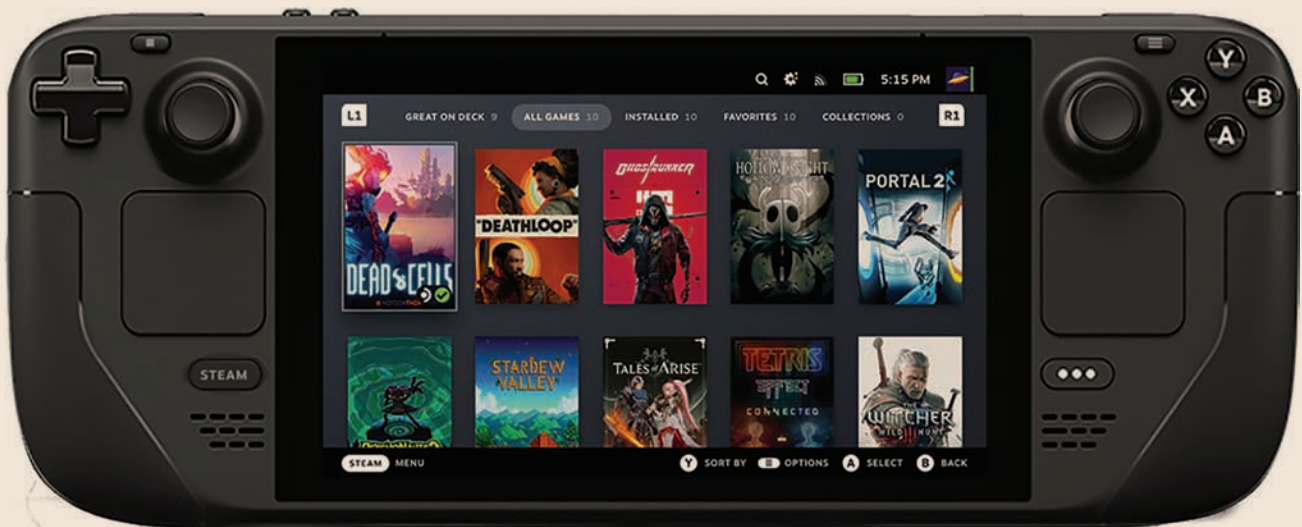 5:15 PM
Y
X
B
A
L1 GREAT ON DECK 9 ALL GAMES 10 INSTALLED 10 FAVORITES 10 COLLECTIONS 0 R1
DEAD CELLS
"DEATHLOOP"
GHOSTRUNNER
HOLLOW KNIGHT
PORTAL 2
STEAM
STARDEW
VALLEY
TALES of ARISE
TETRIS
EFFECT
CONNECTED
THE
WITCHER
WILD HUNT
STEAM MENU Y SORT BY OPTIONS A SELECT B BACK